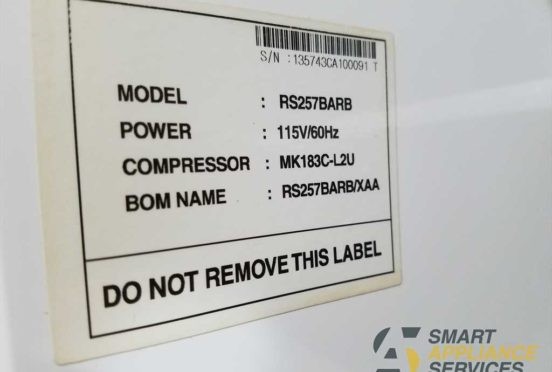 S/N : 135743CA100091 T
MODEL : RS257BARB
POWER : 115V/60Hz
COMPRESSOR : MK183C-L2U
BOM NAME : RS257BARB/XAA
DO NOT REMOVE THIS LABEL
SMART
APPLIANCE
SERVICES